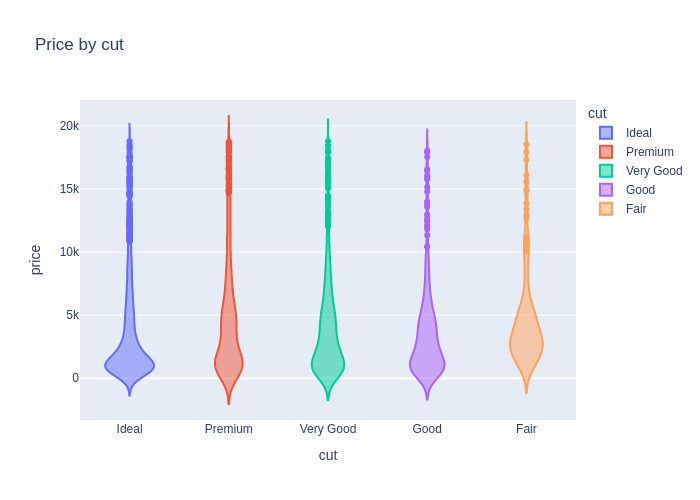 Price by cut
cut
Ideal
Premium
Very Good
Good
Fair
20k
15k
10k
5k
0
price
Ideal
Premium
Very Good
Good
Fair
cut